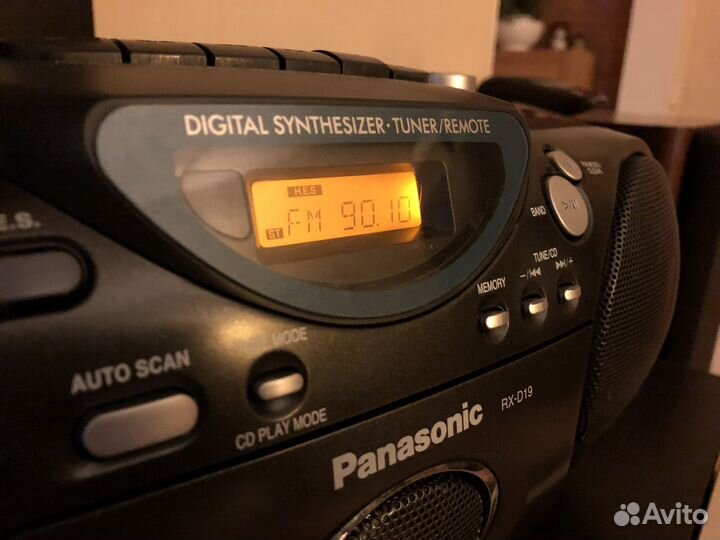 DIGITAL SYNTHESIZER · TUNER/REMOTE
H.E.S
FM 90.10
ST
BAND
TUNE/CD
−/⏮ ⏭/+
MEMORY
.E.S.
MODE
AUTO SCAN
CD PLAY MODE
Panasonic
RX-D19
Avito